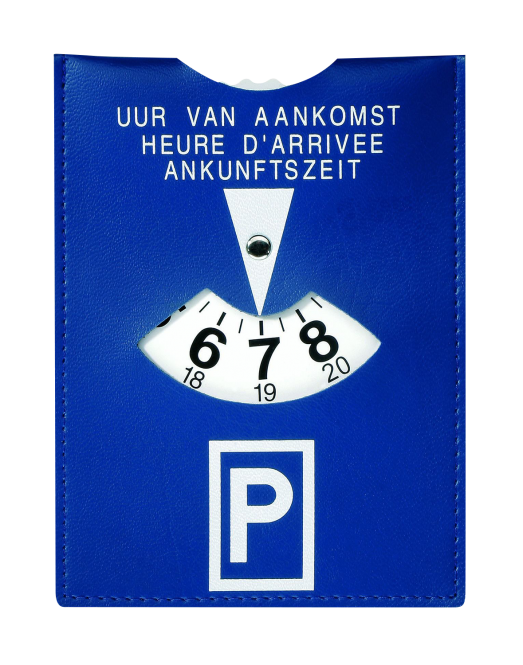 UUR VAN AANKOMST
HEURE D'ARRIVEE
ANKUNFTSZEIT
6 7 8
18 19 20
P